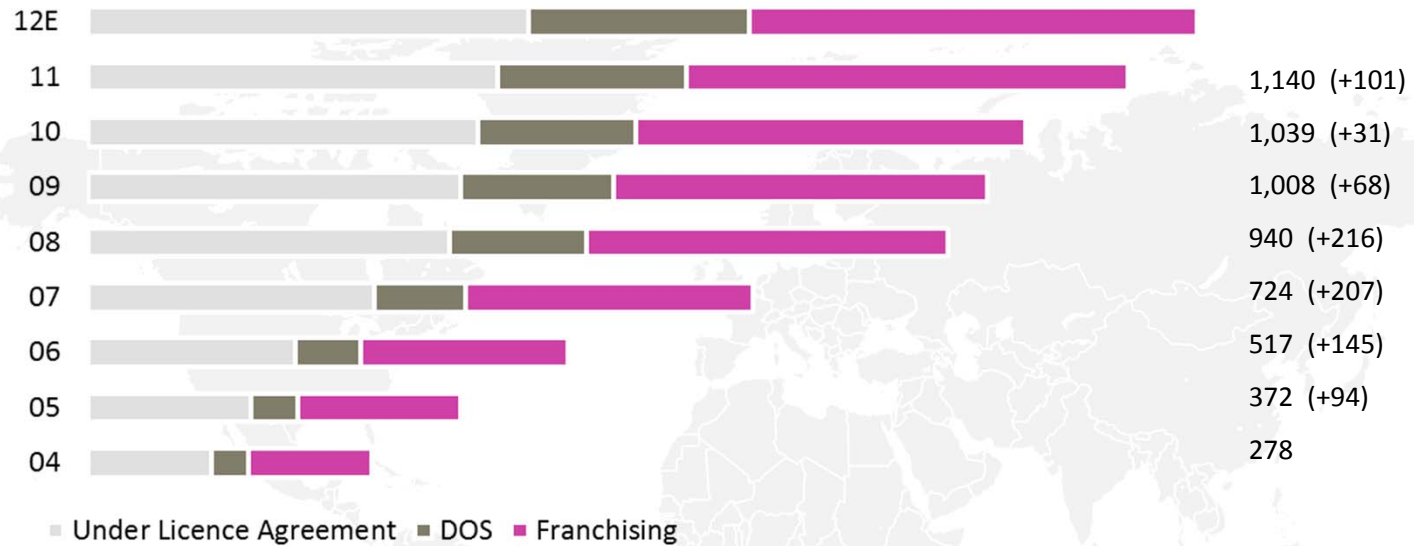 12E
11 1,140 (+101)
10 1,039 (+31)
09 1,008 (+68)
08 940 (+216)
07 724 (+207)
06 517 (+145)
05 372 (+94)
04 278
Under Licence Agreement DOS Franchising